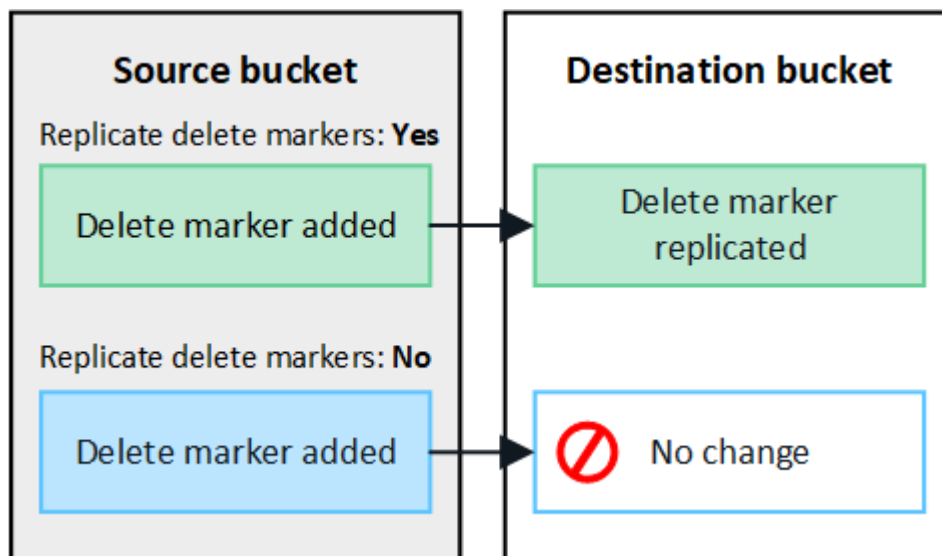 Source bucket
Replicate delete markers: Yes
Delete marker added
Replicate delete markers: No
Delete marker added
Destination bucket
Delete marker
replicated
No change